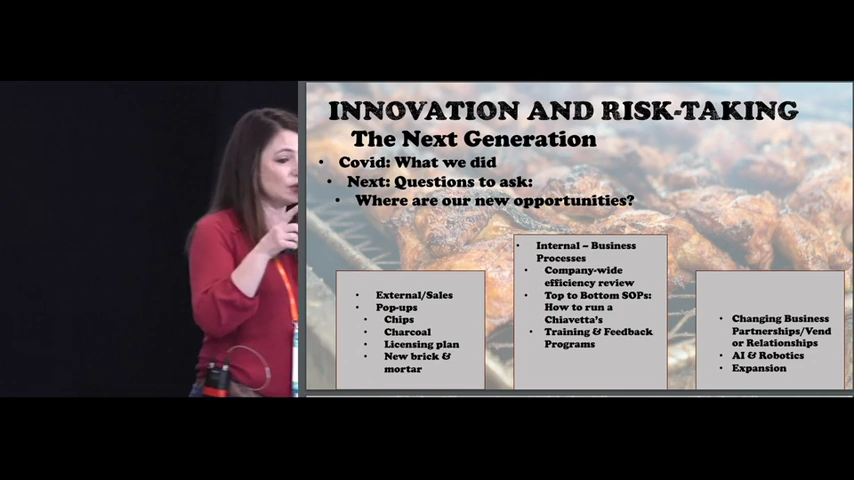 INNOVATION AND RISK-TAKING
The Next Generation
• Covid: What we did
• Next: Questions to ask:
• Where are our new opportunities?
• External/Sales
• Pop-ups
• Chips
• Charcoal
• Licensing plan
• New brick &
mortar
• Internal – Business
Processes
• Company-wide
efficiency review
• Top to Bottom SOPs:
How to run a
Chiavetta's
• Training & Feedback
Programs
• Changing Business
Partnerships/Vend
or Relationships
• AI & Robotics
• Expansion